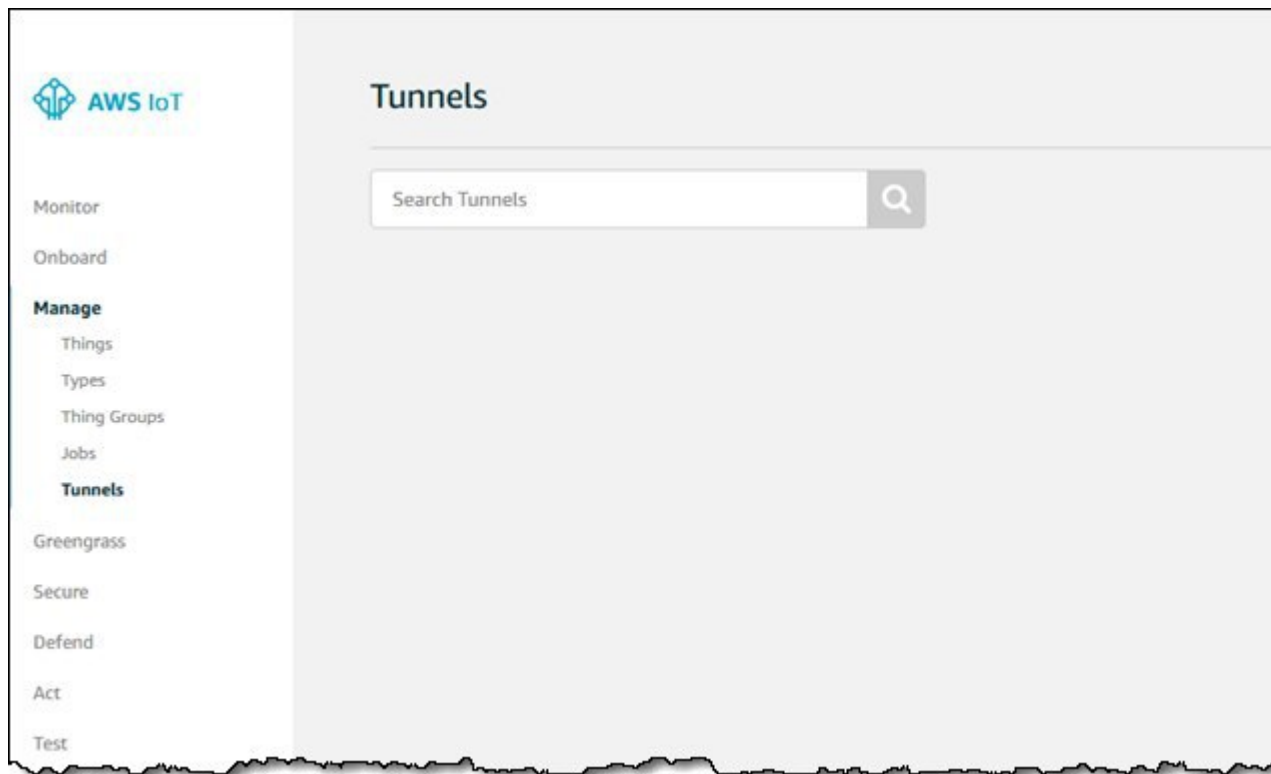 AWS IoT
Monitor
Onboard
Manage
Things
Types
Thing Groups
Jobs
Tunnels
Greengrass
Secure
Defend
Act
Test
Tunnels
Search Tunnels